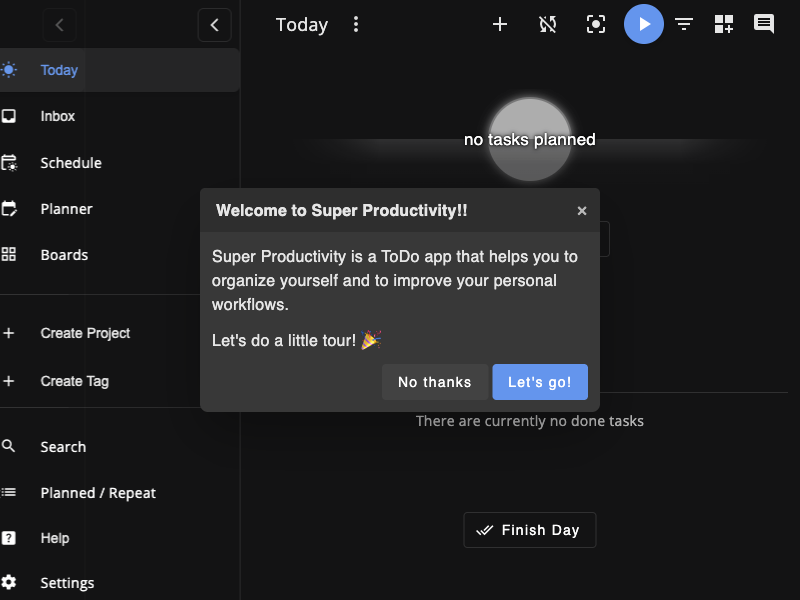 Today
Today
Inbox
Schedule
Planner
Boards
Create Project
Create Tag
Search
Planned / Repeat
Help
Settings
no tasks planned
Welcome to Super Productivity!!
Super Productivity is a ToDo app that helps you to
organize yourself and to improve your personal
workflows.
Let's do a little tour! 🎉
No thanks
Let's go!
There are currently no done tasks
Finish Day